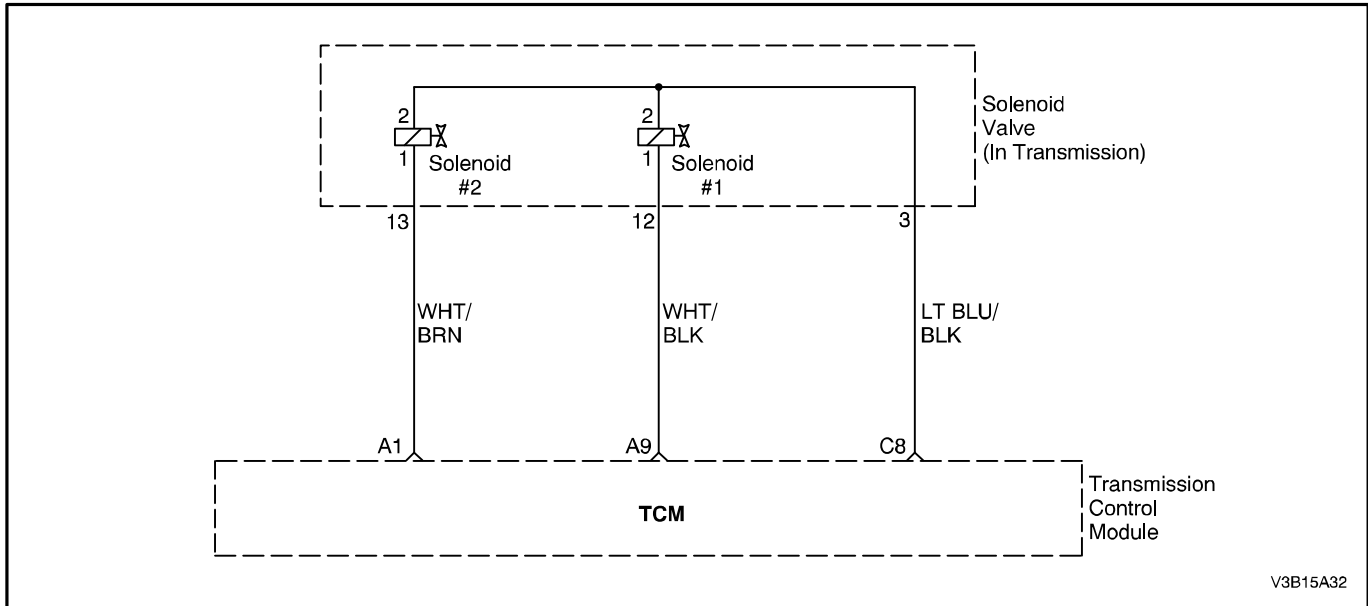 Solenoid
Valve
(In Transmission)
2
1
Solenoid
#2
2
1
Solenoid
#1
13
12
3
WHT/
BRN
WHT/
BLK
LT BLU/
BLK
A1
A9
C8
TCM
Transmission
Control
Module
V3B15A32